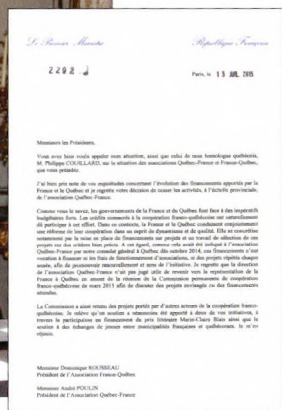 Le Premier Ministre
République Française
2202
Paris, le 13 JUIL. 2015
Messieurs les Présidents,
Vous avez bien voulu appeler mon attention, ainsi que celui de mon homologue québécois,
M. Philippe COUILLARD, sur la situation des associations Québec-France et France-Québec,
que vous présidez.
J'ai bien pris note de vos inquiétudes concernant l'évolution des financements apportés par la
France et le Québec et je regrette votre décision de cesser les activités, à l'échelle provinciale,
de l'association Québec-France.
Comme vous le savez, les gouvernements de la France et du Québec font face à des impératifs
budgétaires forts. Les crédits consacrés à la coopération franco-québécoise ont naturellement
dû participer à cet effort. Dans ce contexte, la France et le Québec conduisent conjointement
une réforme de leur coopération dans un esprit de dynamisme et de qualité. Elle se concrétise
notamment par la mise en place de financements sur projets et un travail de sélection de ces
projets sur des critères bien précis. A cet égard, comme cela avait été indiqué à l'association
Québec-France par notre consulat général à Québec dès octobre 2014, ces financements n'ont
vocation à financer ni les frais de fonctionnement d'associations, ni des projets répétés chaque
année, afin de promouvoir renouvellement et sens de l'initiative. Je regrette que la direction
de l'association Québec-France n'ait pas jugé utile de revenir vers la représentation de la
France à Québec en amont de la réunion de la Commission permanente de coopération
franco-québécoise de mars 2015 afin de discuter des projets envisagés ou des financements
attendus.
La Commission a ainsi retenu des projets portés par d'autres acteurs de la coopération franco-
québécoise. Je relève qu'un soutien a néanmoins été apporté à deux de vos initiatives, à
travers la participation au financement du prix littéraire Marie-Claire Blais ainsi que le
soutien à des échanges de jeunes entre municipalités françaises et québécoises. Je m'en
réjouis.
Monsieur Dominique ROUSSEAU
Président de l'Association France-Québec
Monsieur André POULIN
Président de l'Association Québec-France